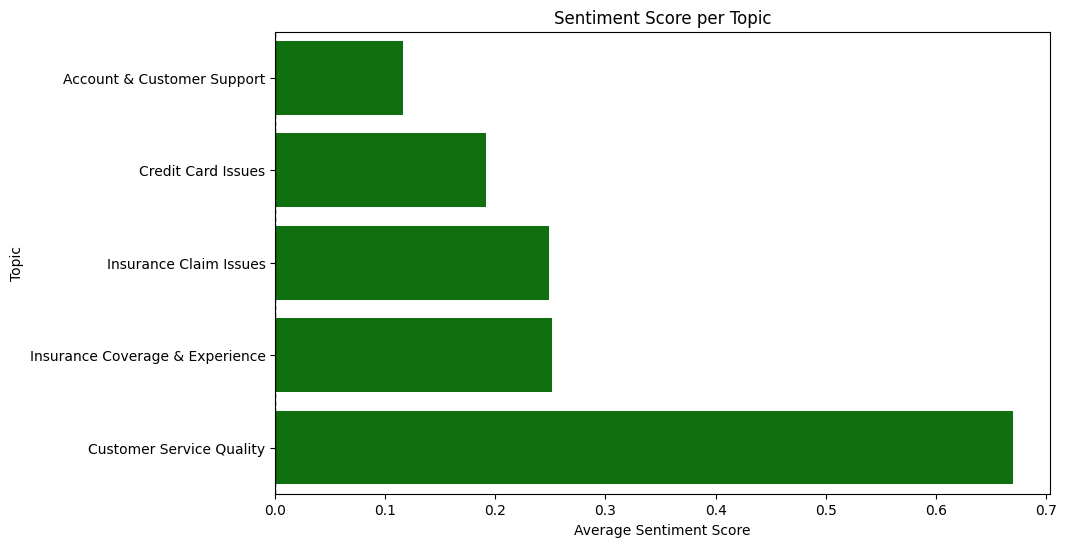 Sentiment Score per Topic
Account & Customer Support
Credit Card Issues
Insurance Claim Issues
Insurance Coverage & Experience
Customer Service Quality
Topic
0.0 0.1 0.2 0.3 0.4 0.5 0.6 0.7
Average Sentiment Score